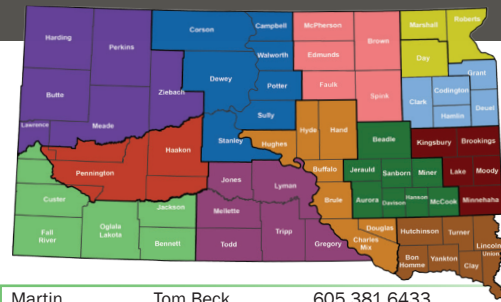 Harding
Perkins
Corson
Campbell
McPherson
Brown
Marshall
Roberts
Walworth
Edmunds
Day
Butte
Ziebach
Dewey
Potter
Faulk
Spink
Grant
Codington
Clark
Hamlin
Deuel
Lawrence
Meade
Sully
Hyde
Hand
Stanley
Hughes
Beadle
Kingsbury
Brookings
Pennington
Haakon
Jones
Lyman
Buffalo
Jerauld
Sanborn
Miner
Lake
Moody
Custer
Jackson
Mellette
Brule
Aurora
Davison
Hanson
McCook
Minnehaha
Fall River
Oglala Lakota
Bennett
Todd
Tripp
Gregory
Douglas
Charles Mix
Hutchinson
Turner
Lincoln
Bon Homme
Yankton
Clay
Union
Martin Tom Beck 605.381.6433